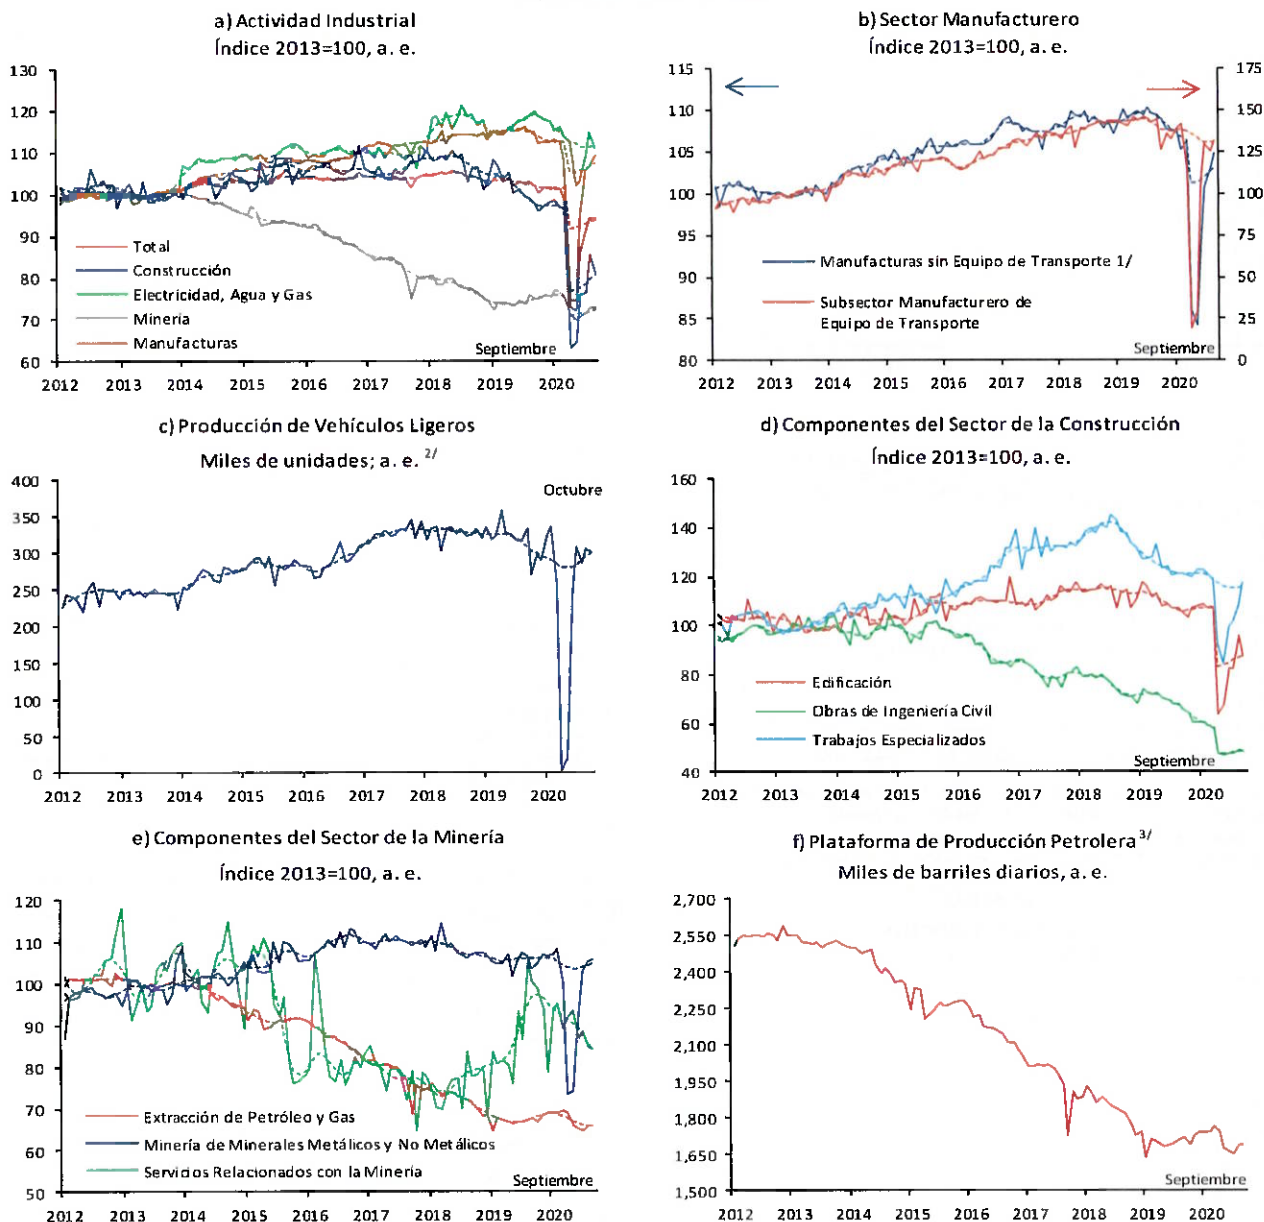 a) Actividad Industrial
Índice 2013=100, a. e.
130
120
110
100
90
80
70
60
Total
Construcción
Electricidad, Agua y Gas
Minería
Manufacturas
Septiembre
2012 2013 2014 2015 2016 2017 2018 2019 2020
b) Sector Manufacturero
Índice 2013=100, a. e.
115
110
105
100
95
90
85
80
175
150
125
100
75
50
25
0
Manufacturas sin Equipo de Transporte 1/
Subsector Manufacturero de
Equipo de Transporte
Septiembre
2012 2013 2014 2015 2016 2017 2018 2019 2020
c) Producción de Vehículos Ligeros
Miles de unidades; a. e. 2/
400
350
300
250
200
150
100
50
0
Octubre
2012 2013 2014 2015 2016 2017 2018 2019 2020
d) Componentes del Sector de la Construcción
Índice 2013=100, a. e.
160
140
120
100
80
60
40
Edificación
Obras de Ingeniería Civil
Trabajos Especializados
Septiembre
2012 2013 2014 2015 2016 2017 2018 2019 2020
e) Componentes del Sector de la Minería
Índice 2013=100, a. e.
120
110
100
90
80
70
60
50
Extracción de Petróleo y Gas
Minería de Minerales Metálicos y No Metálicos
Servicios Relacionados con la Minería
Septiembre
2012 2013 2014 2015 2016 2017 2018 2019 2020
f) Plataforma de Producción Petrolera 3/
Miles de barriles diarios, a. e.
2,700
2,550
2,400
2,250
2,100
1,950
1,800
1,650
1,500
Septiembre
2012 2013 2014 2015 2016 2017 2018 2019 2020